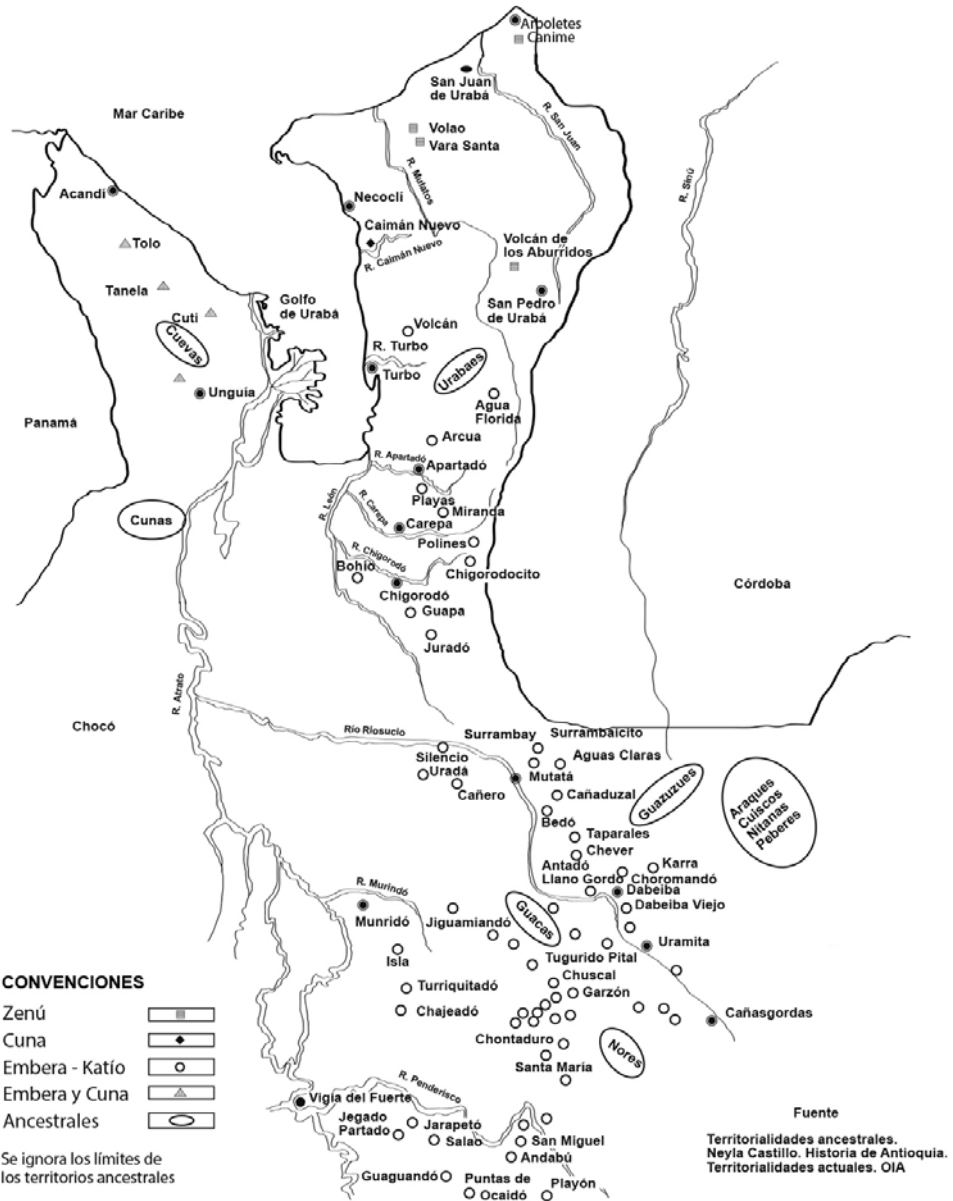 Arboletes
Canime
San Juan
de Urabá
R. San Juan
Mar Caribe
Volao
Vara Santa
R. Mulatos
R. Sinú
Acandí
Necoclí
Caimán Nuevo
R. Caimán Nuevo
Tolo
Volcán de
los Aburridos
Tanela
Golfo
de Urabá
San Pedro
de Urabá
Cuti
Cuevas
Volcán
R. Turbo
Turbo
Urabaes
Unguía
Agua
Florida
Panamá
Arcua
R. Apartadó
Apartadó
R. León
Playas
R. Carepa
Miranda
Cunas
Carepa
Polines
R. Chigorodó
Bohío
Chigorodocito
Chigorodó
Córdoba
Guapa
Juradó
R. Atrato
Chocó
Río Riosucio
Surrambay
Surrambaicito
Silencio
Aguas Claras
Uradá
Mutatá
Cañero
Cañaduzal
Guazuzues
Araques
Cuiscos
Nitanas
Peberes
Bedó
Taparales
Chever
Antadó
Karra
Llano Gordo
Choromandó
Dabeiba
R. Murindó
Dabeiba Viejo
Munridó
Jiguamiandó
Guacas
Uramita
Isla
Tugurido Pital
Chuscal
Turriquitadó
Garzón
Chajeadó
Cañasgordas
Chontaduro
Nores
Santa María
R. Penderisco
Vigía del Fuerte
Jegado
Partado
Jarapetó
Salao
San Miguel
Andabú
Guaguandó
Puntas de
Ocaidó
Playón
CONVENCIONES
Zenú
Cuna
Embera - Katío
Embera y Cuna
Ancestrales
Se ignora los límites de
los territorios ancestrales
Fuente
Territorialidades ancestrales.
Neyla Castillo. Historia de Antioquia.
Territorialidades actuales. OIA